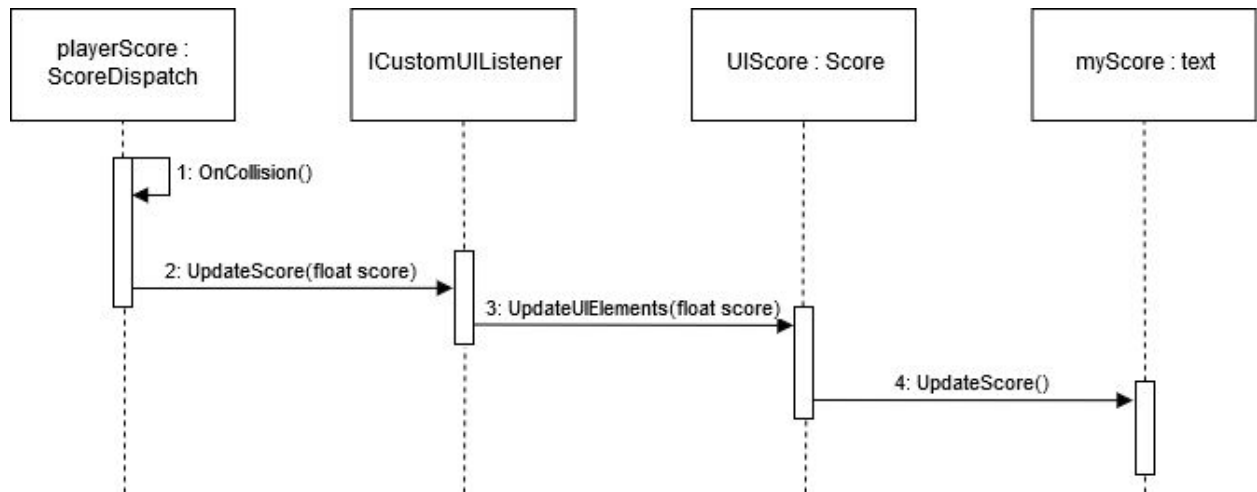 playerScore :
ScoreDispatch
ICustomUIListener
UIScore : Score
myScore : text
1: OnCollision()
2: UpdateScore(float score)
3: UpdateUIElements(float score)
4: UpdateScore()